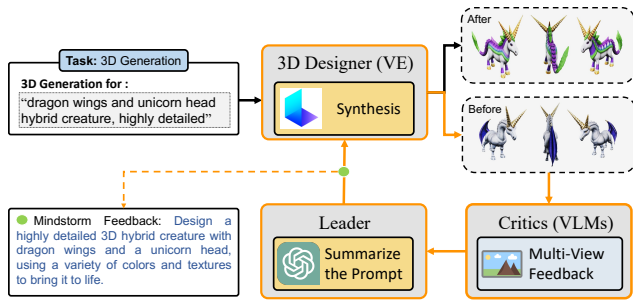 Task: 3D Generation
3D Generation for :
“dragon wings and unicorn head
hybrid creature, highly detailed”
3D Designer (VE)
Synthesis
After
Before
Mindstorm Feedback: Design a
highly detailed 3D hybrid creature with
dragon wings and a unicorn head,
using a variety of colors and textures
to bring it to life.
Leader
Summarize
the Prompt
Critics (VLMs)
Multi-View
Feedback